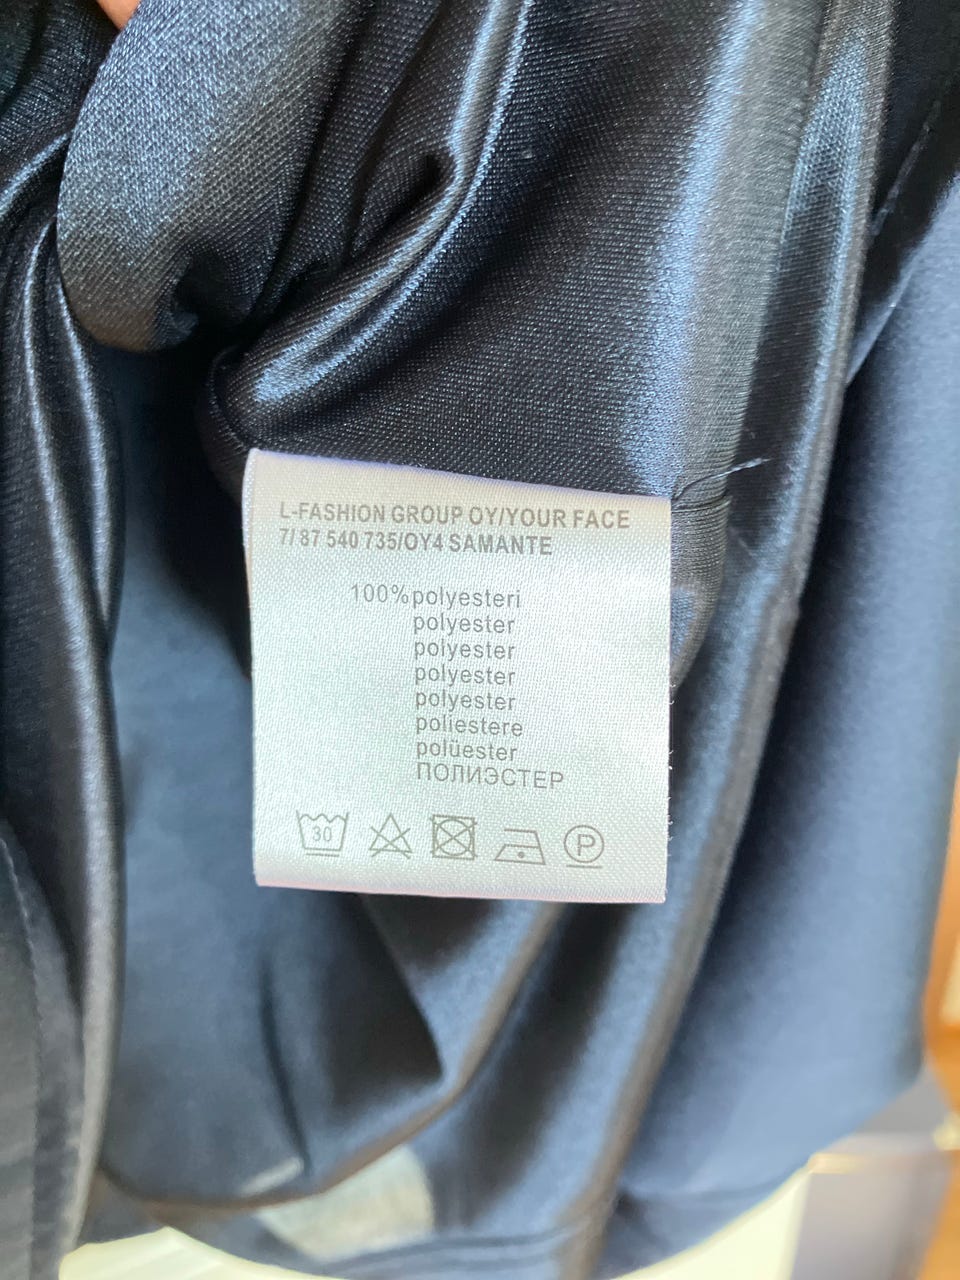 L-FASHION GROUP OY/YOUR FACE
7/ 87 540 735/OY4 SAMANTE
100%polyesteri
polyester
polyester
polyester
polyester
poliestere
polüester
ПОЛИЭСТЕР
30 P